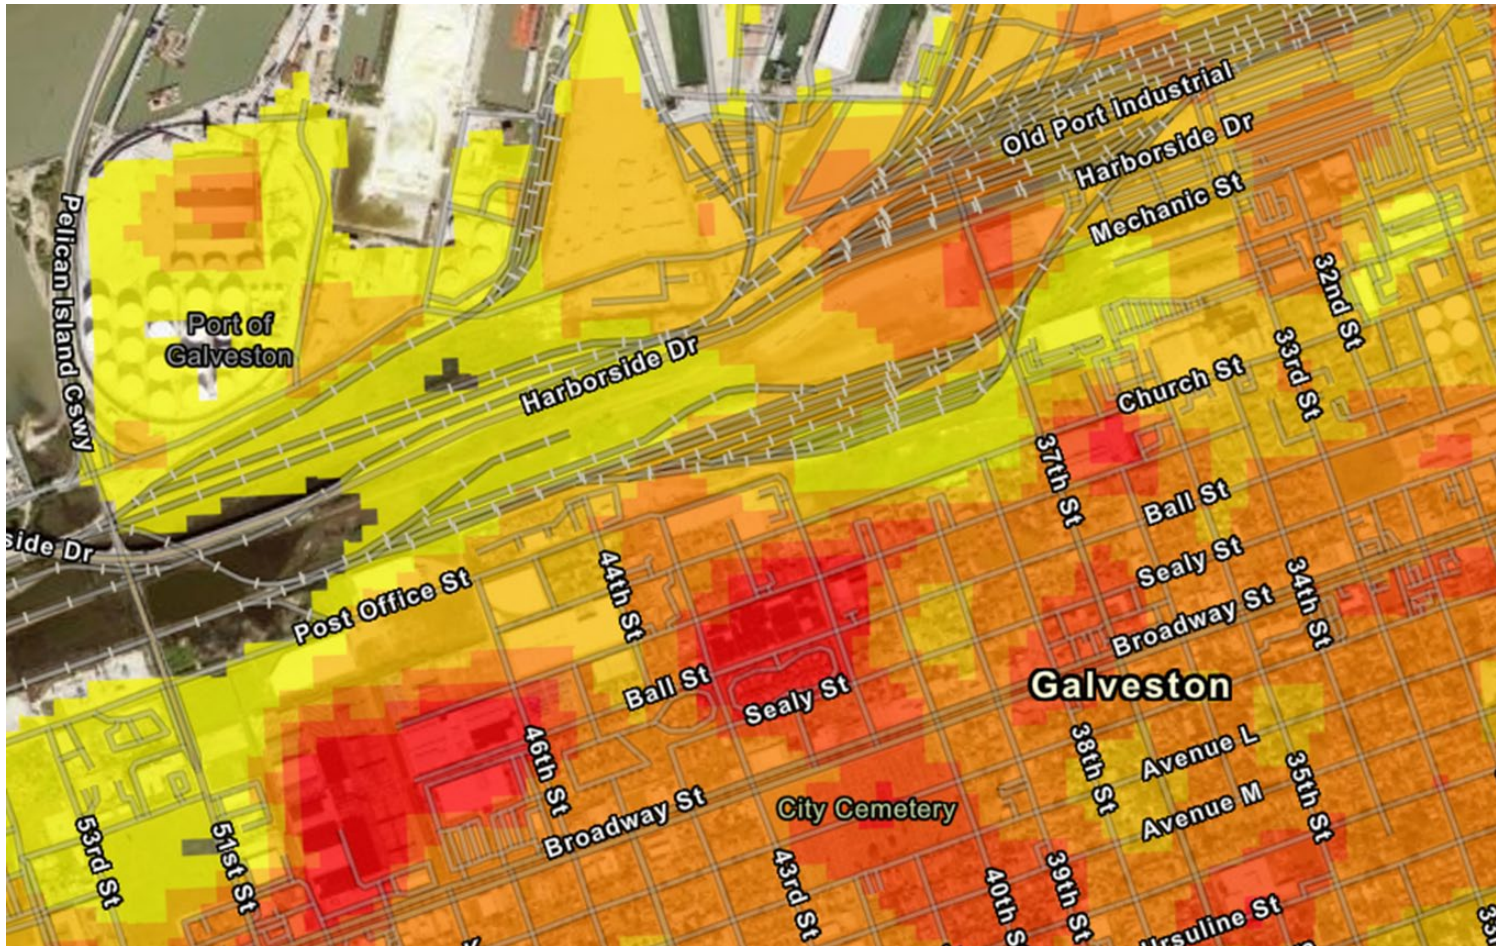 Old Port Industrial
Harborside Dr
Mechanic St
Pelican Island Cswy
32nd St
Port of
Galveston
Harborside Dr
33rd St
Church St
37th St
Ball St
side Dr
Sealy St
44th St
34th St
Post Office St
Broadway St
Ball St
Galveston
Sealy St
46th St
38th St
Avenue L
35th St
City Cemetery
Avenue M
Broadway St
53rd St
51st St
43rd St
39th St
40th S
Ursuline St